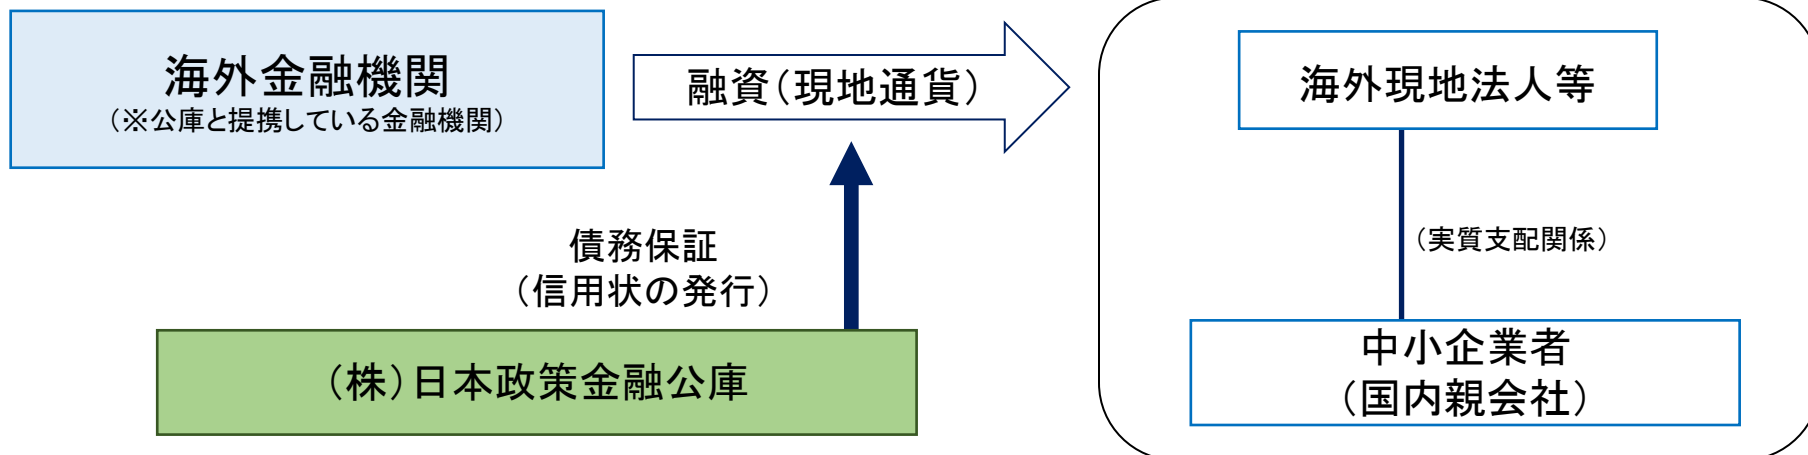 海外金融機関
（※公庫と提携している金融機関）
融資（現地通貨）
債務保証
（信用状の発行）
（株）日本政策金融公庫
海外現地法人等
（実質支配関係）
中小企業者
（国内親会社）